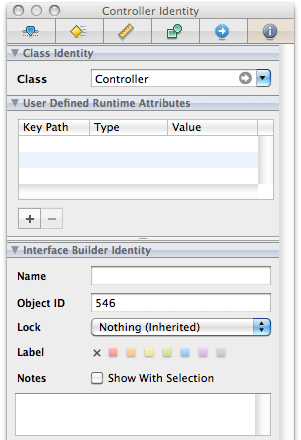 Controller Identity
Class Identity
Class Controller
User Defined Runtime Attributes
Key Path Type Value
+ −
Interface Builder Identity
Name
Object ID 546
Lock Nothing (Inherited)
Label ×
Notes Show With Selection